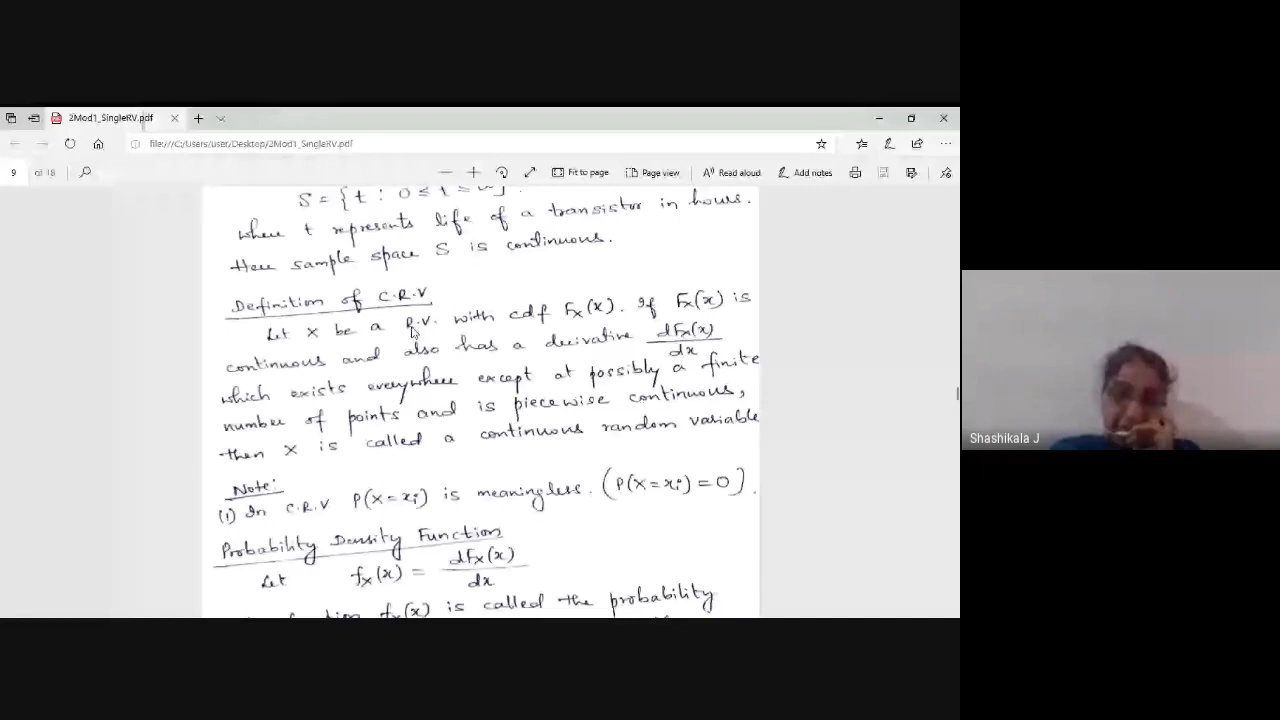 2Mod1_SingleRV.pdf
file:///C:/Users/user/Desktop/2Mod1_SingleRV.pdf
9 of 18 Fit to page Page view Read aloud Add notes
S = { t : 0 ≤ t
where t represents life of a transistor in hours.
Here sample space S is continuous.
Definition of C.R.V
Let X be a R.V. with cdf Fx(x). If Fx(x) is
continuous and also has a derivative dFx(x)/dx
which exists everywhere except at possibly a finite
number of points and is piecewise continuous,
then X is called a continuous random variable
Note:
(1) In C.R.V P(X=xi) is meaningless. (P(X=xi)=0).
Probability Density Function
Let fx(x) = dFx(x)/dx
fx(x) is called the probability
Shashikala J